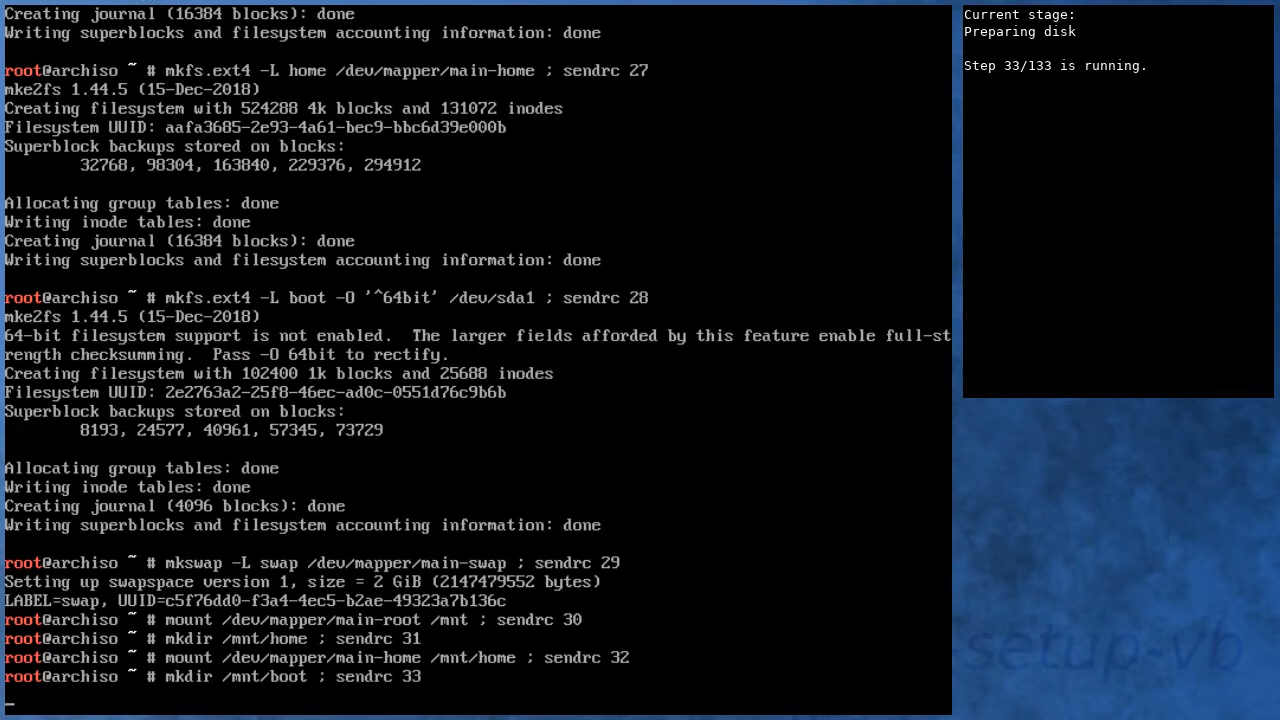 Creating journal (16384 blocks): done
Writing superblocks and filesystem accounting information: done
root@archiso ~ # mkfs.ext4 -L home /dev/mapper/main-home ; sendrc 27
mke2fs 1.44.5 (15-Dec-2018)
Creating filesystem with 524288 4k blocks and 131072 inodes
Filesystem UUID: aafa3685-2e93-4a61-bec9-bbc6d39e000b
Superblock backups stored on blocks:
        32768, 98304, 163840, 229376, 294912
Allocating group tables: done
Writing inode tables: done
Creating journal (16384 blocks): done
Writing superblocks and filesystem accounting information: done
root@archiso ~ # mkfs.ext4 -L boot -O '^64bit' /dev/sda1 ; sendrc 28
mke2fs 1.44.5 (15-Dec-2018)
64-bit filesystem support is not enabled.  The larger fields afforded by this feature enable full-st
rength checksumming.  Pass -O 64bit to rectify.
Creating filesystem with 102400 1k blocks and 25688 inodes
Filesystem UUID: 2e2763a2-25f8-46ec-ad0c-0551d76c9b6b
Superblock backups stored on blocks:
        8193, 24577, 40961, 57345, 73729
Allocating group tables: done
Writing inode tables: done
Creating journal (4096 blocks): done
Writing superblocks and filesystem accounting information: done
root@archiso ~ # mkswap -L swap /dev/mapper/main-swap ; sendrc 29
Setting up swapspace version 1, size = 2 GiB (2147479552 bytes)
LABEL=swap, UUID=c5f76dd0-f3a4-4ec5-b2ae-49323a7b136c
root@archiso ~ # mount /dev/mapper/main-root /mnt ; sendrc 30
root@archiso ~ # mkdir /mnt/home ; sendrc 31
root@archiso ~ # mount /dev/mapper/main-home /mnt/home ; sendrc 32
root@archiso ~ # mkdir /mnt/boot ; sendrc 33
_
Current stage:
Preparing disk
Step 33/133 is running.
-setup-vb